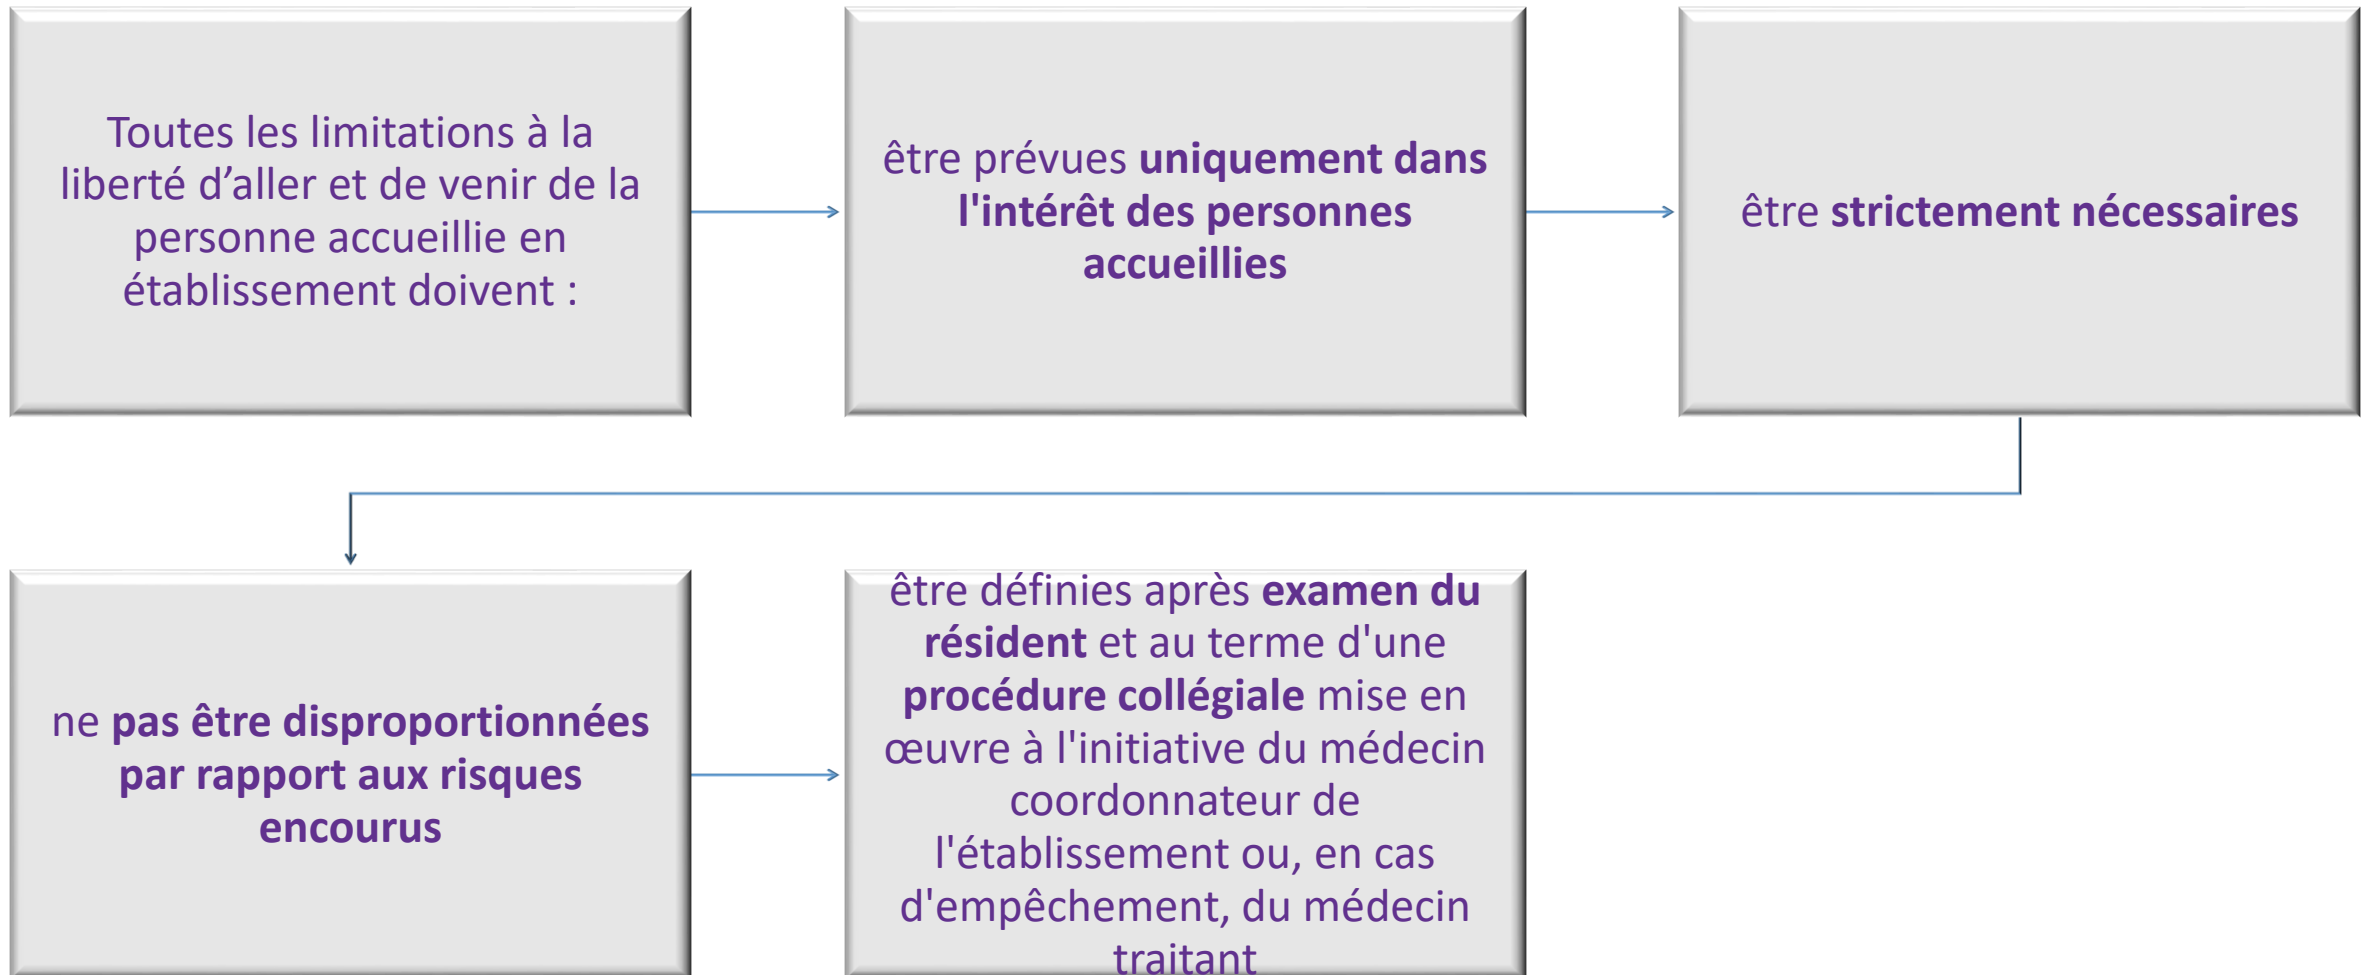 Toutes les limitations à la
liberté d’aller et de venir de la
personne accueillie en
établissement doivent :
être prévues uniquement dans
l'intérêt des personnes
accueillies
être strictement nécessaires
ne pas être disproportionnées
par rapport aux risques
encourus
être définies après examen du
résident et au terme d'une
procédure collégiale mise en
œuvre à l'initiative du médecin
coordonnateur de
l'établissement ou, en cas
d'empêchement, du médecin
traitant